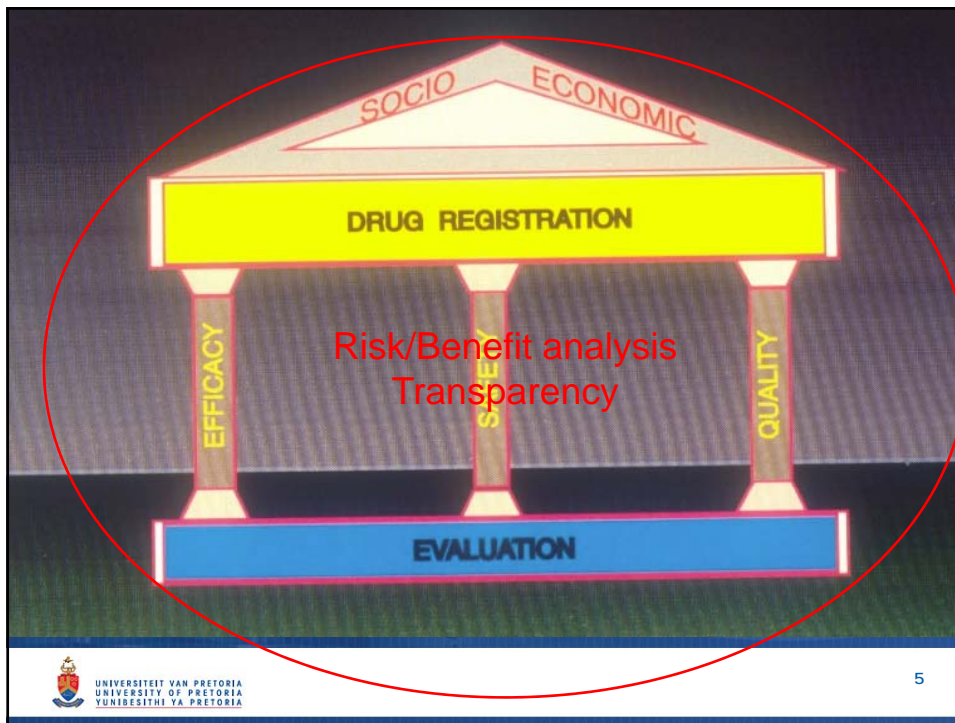 SOCIO ECONOMIC
DRUG REGISTRATION
Risk/Benefit analysis
Transparency
EFFICACY
SAFETY
QUALITY
EVALUATION
UNIVERSITEIT VAN PRETORIA
UNIVERSITY OF PRETORIA
YUNIBESITHI YA PRETORIA
5